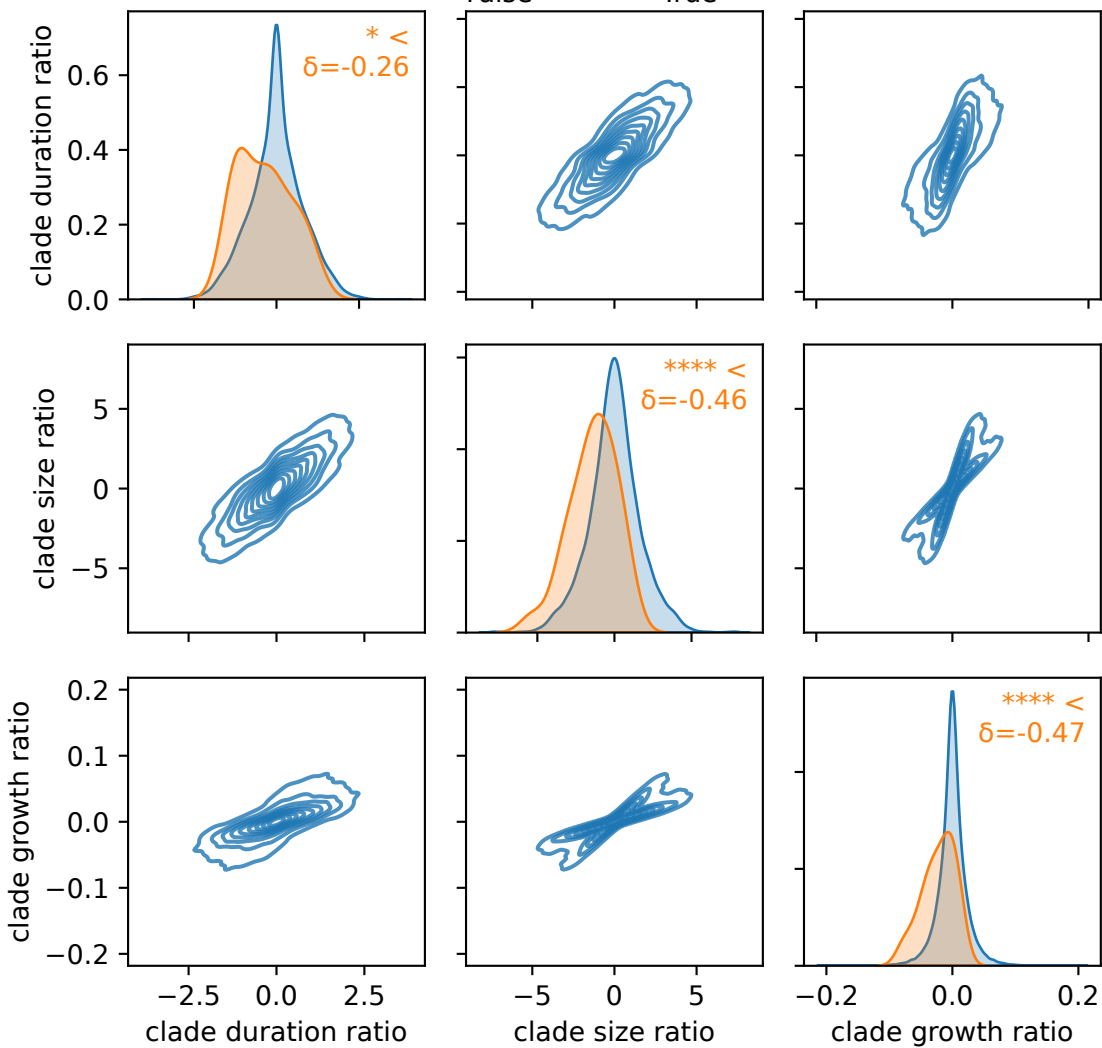 clade duration ratio
0.6
0.4
0.2
0.0
* <
δ=-0.26
clade size ratio
5
0
−5
**** <
δ=-0.46
clade growth ratio
0.2
0.1
0.0
−0.1
−0.2
**** <
δ=-0.47
−2.5 0.0 2.5
−5 0 5
−0.2 0.0 0.2
clade duration ratio
clade size ratio
clade growth ratio